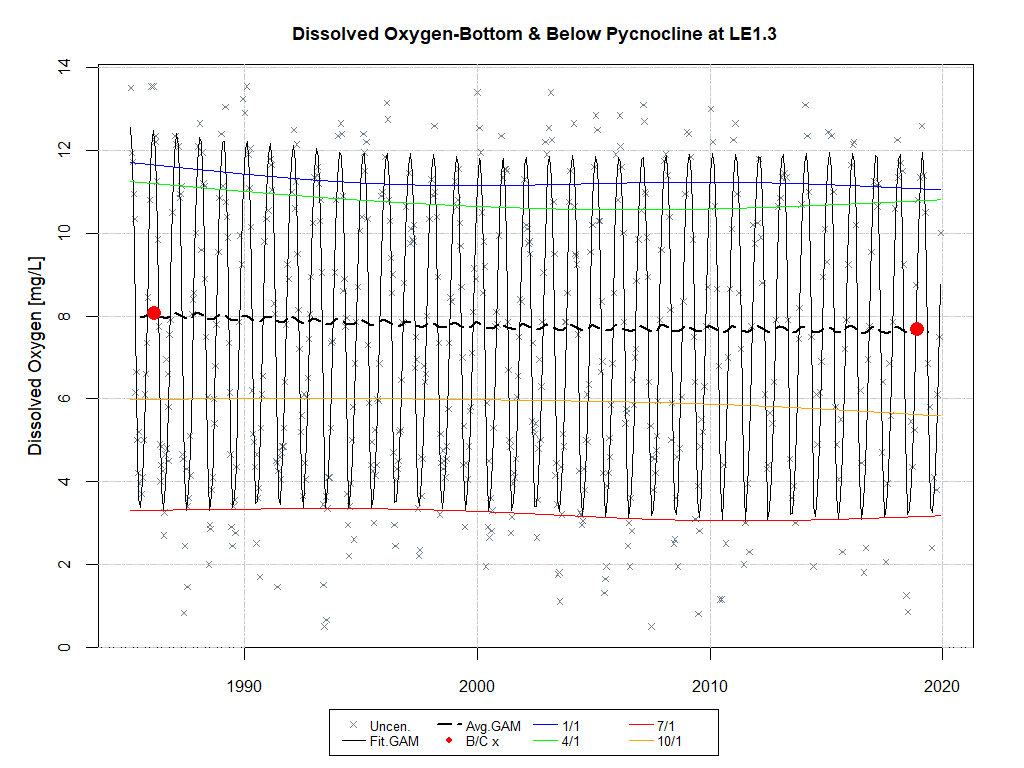 Dissolved Oxygen-Bottom & Below Pycnocline at LE1.3
Dissolved Oxygen [mg/L]
14
12
10
8
6
4
2
0
1990 2000 2010 2020
Uncen. Avg.GAM 1/1 7/1
Fit.GAM B/C x 4/1 10/1